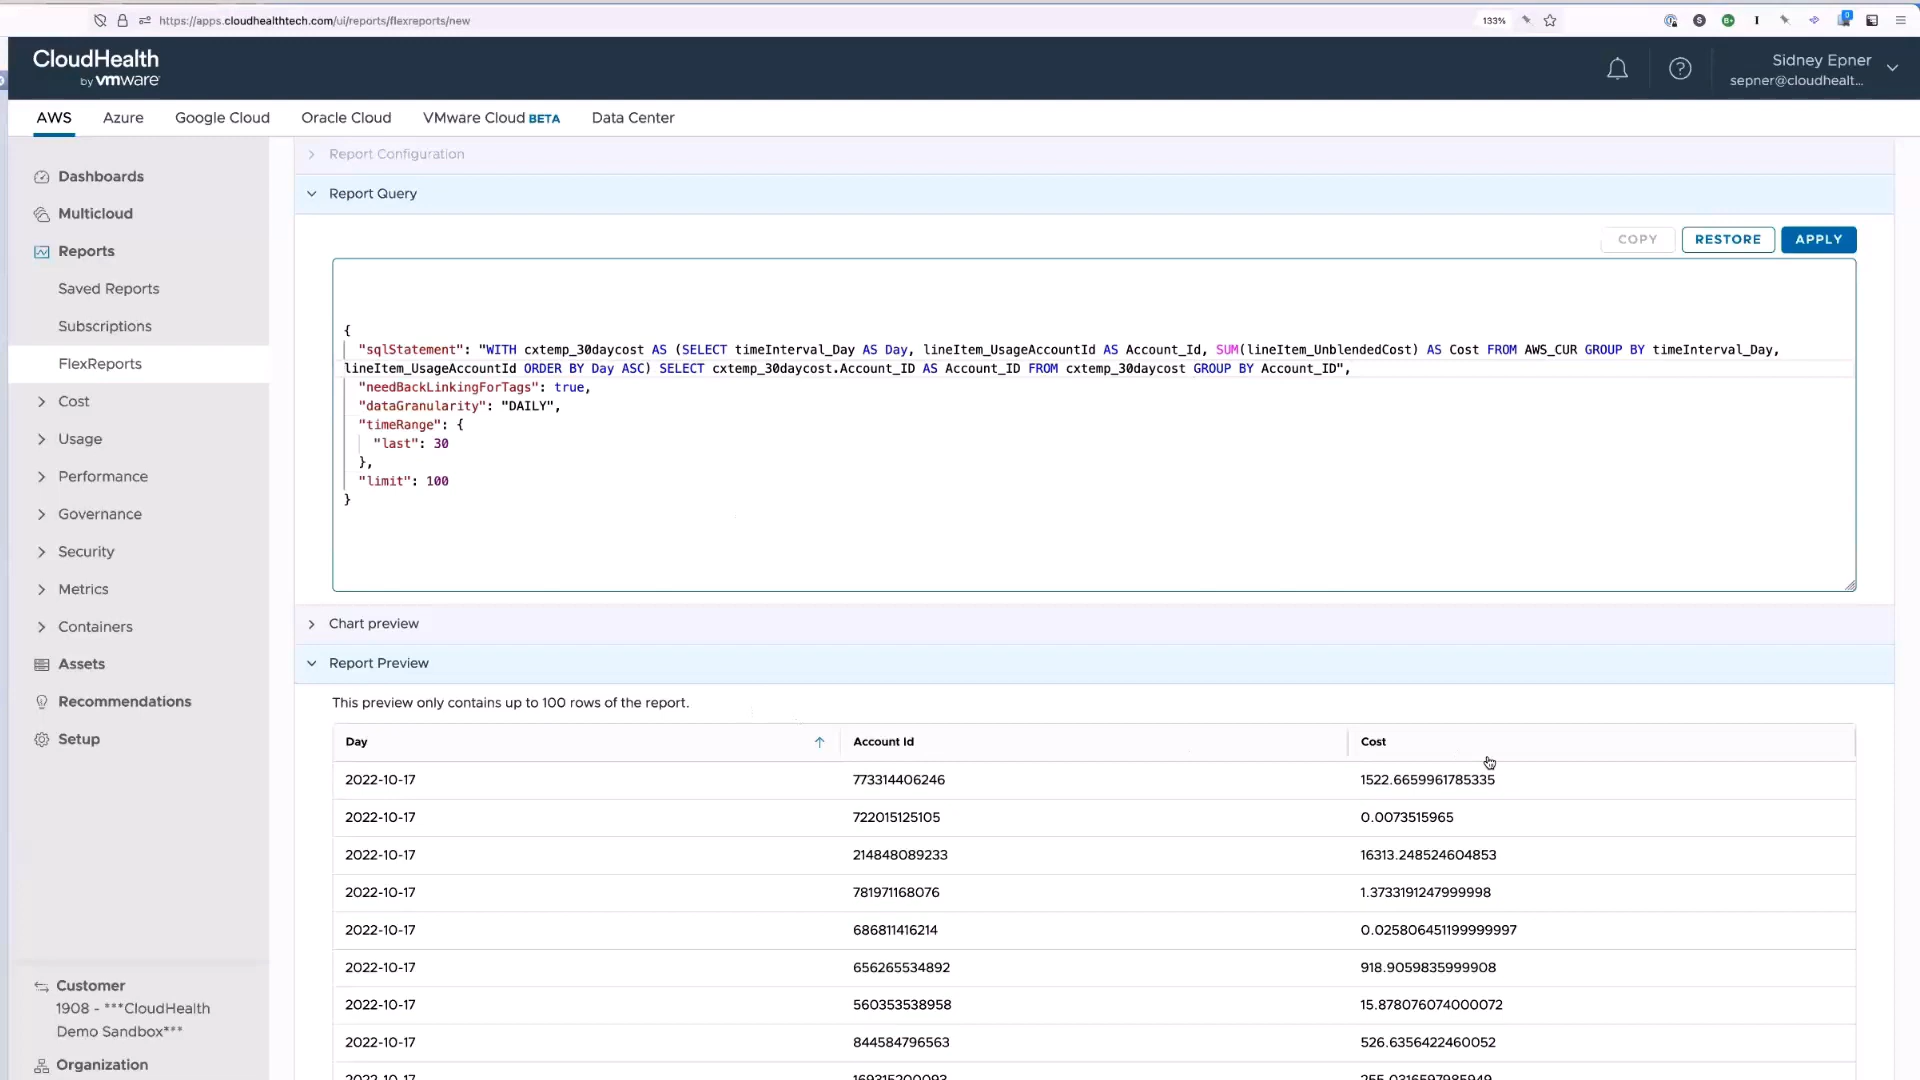 https://apps.cloudhealthtech.com/ui/reports/flexreports/new
133%
CloudHealth
by vmware
Sidney Epner
sepner@cloudhealt...
AWS
Azure
Google Cloud
Oracle Cloud
VMware Cloud BETA
Data Center
Dashboards
Multicloud
Reports
Saved Reports
Subscriptions
FlexReports
Cost
Usage
Performance
Governance
Security
Metrics
Containers
Assets
Recommendations
Setup
Customer
1908 - ***CloudHealth
Demo Sandbox***
Organization
Report Configuration
Report Query
COPY
RESTORE
APPLY
{
"sqlStatement": "WITH cxtemp_30daycost AS (SELECT timeInterval_Day AS Day, lineItem_UsageAccountId AS Account_Id, SUM(lineItem_UnblendedCost) AS Cost FROM AWS_CUR GROUP BY timeInterval_Day,
lineItem_UsageAccountId ORDER BY Day ASC) SELECT cxtemp_30daycost.Account_ID AS Account_ID FROM cxtemp_30daycost GROUP BY Account_ID",
"needBackLinkingForTags": true,
"dataGranularity": "DAILY",
"timeRange": {
"last": 30
},
"limit": 100
}
Chart preview
Report Preview
This preview only contains up to 100 rows of the report.
Day Account Id Cost
2022-10-17 773314406246 1522.6659961785335
2022-10-17 722015125105 0.0073515965
2022-10-17 214848089233 16313.248524604853
2022-10-17 781971168076 1.3733191247999998
2022-10-17 686811416214 0.025806451199999997
2022-10-17 656265534892 918.9059835999908
2022-10-17 560353538958 15.878076074000072
2022-10-17 844584796563 526.6356422460052
2022-10-17 169315200093